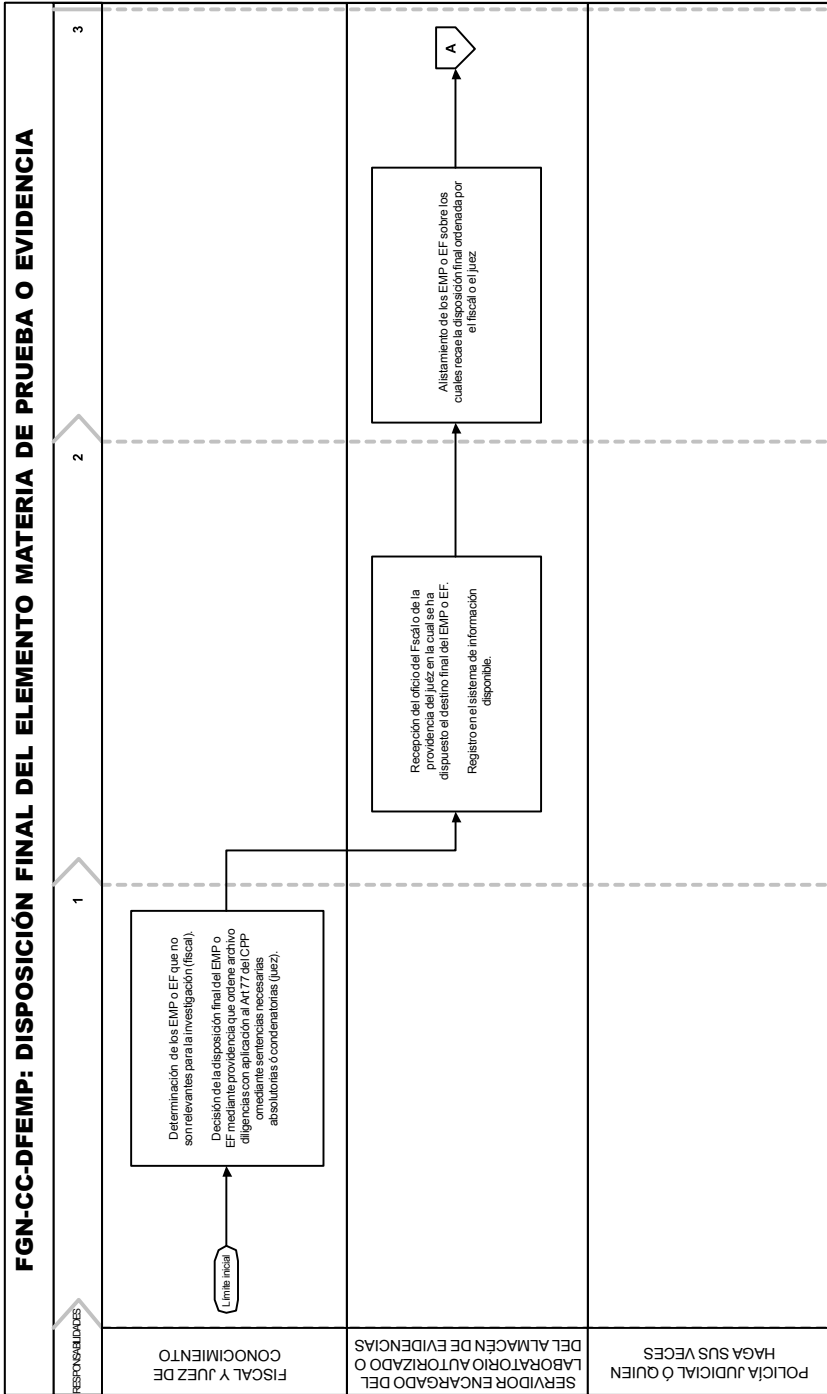 FGN-CC-DFEMP: DISPOSICIÓN FINAL DEL ELEMENTO MATERIA DE PRUEBA O EVIDENCIA
RESPONSABILIDADES
1
2
3
FISCAL Y JUEZ DE
CONOCIMIENTO
Límite inicial
Determinación de los EMP o EF que no
son relevantes para la investigación (fiscal).
Decisión de la disposición final del EMP o
EF mediante providencia que ordene archivo
diligencias con aplicación al Art 77 del CPP
o mediante sentencias necesarias
absolutorias ó condenatorias (juez).
SERVIDOR ENCARGADO DEL
LABORATÓRIO AUTORIZADO O
DEL ALMACÉN DE EVIDENCIAS
Recepción del oficio del Fscál o de la
providencia del juéz en la cual se ha
dispuesto el destino final del EMP o EF.
Registro en el sistema de información
disponible.
Alistamiento de los EMP o EF sobre los
cuales recae la disposición final ordenada por
el fiscál o el juez
A
POLICÍA JUDICIAL Ó QUIEN
HAGA SUS VECES